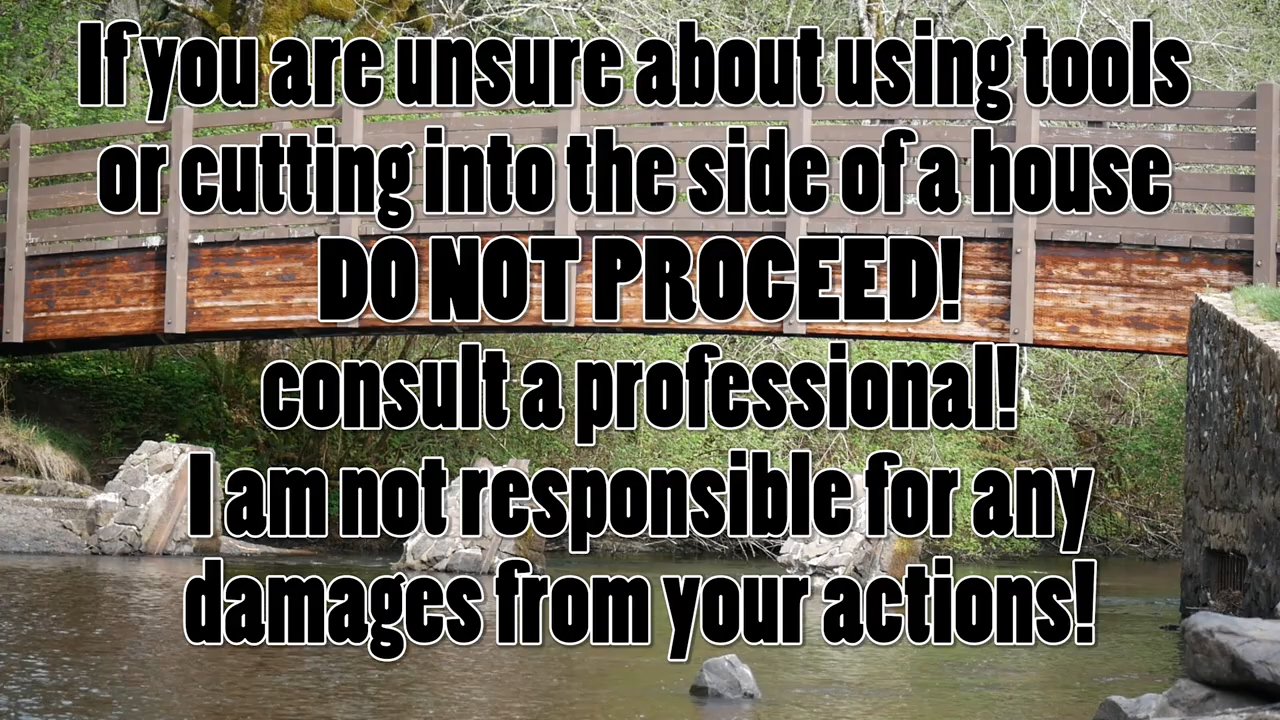 If you are unsure about using tools
or cutting into the side of a house
DO NOT PROCEED!
consult a professional!
I am not responsible for any
damages from your actions!